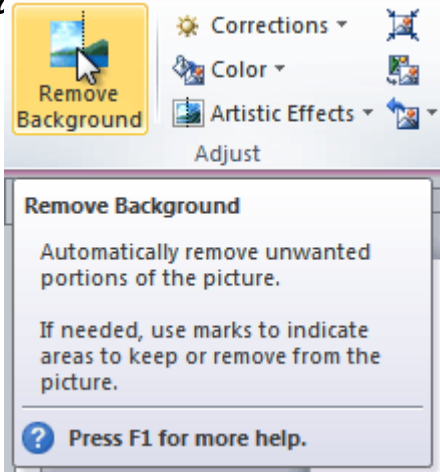 Corrections
Color
Remove
Background
Artistic Effects
Adjust
Remove Background
Automatically remove unwanted
portions of the picture.
If needed, use marks to indicate
areas to keep or remove from the
picture.
Press F1 for more help.